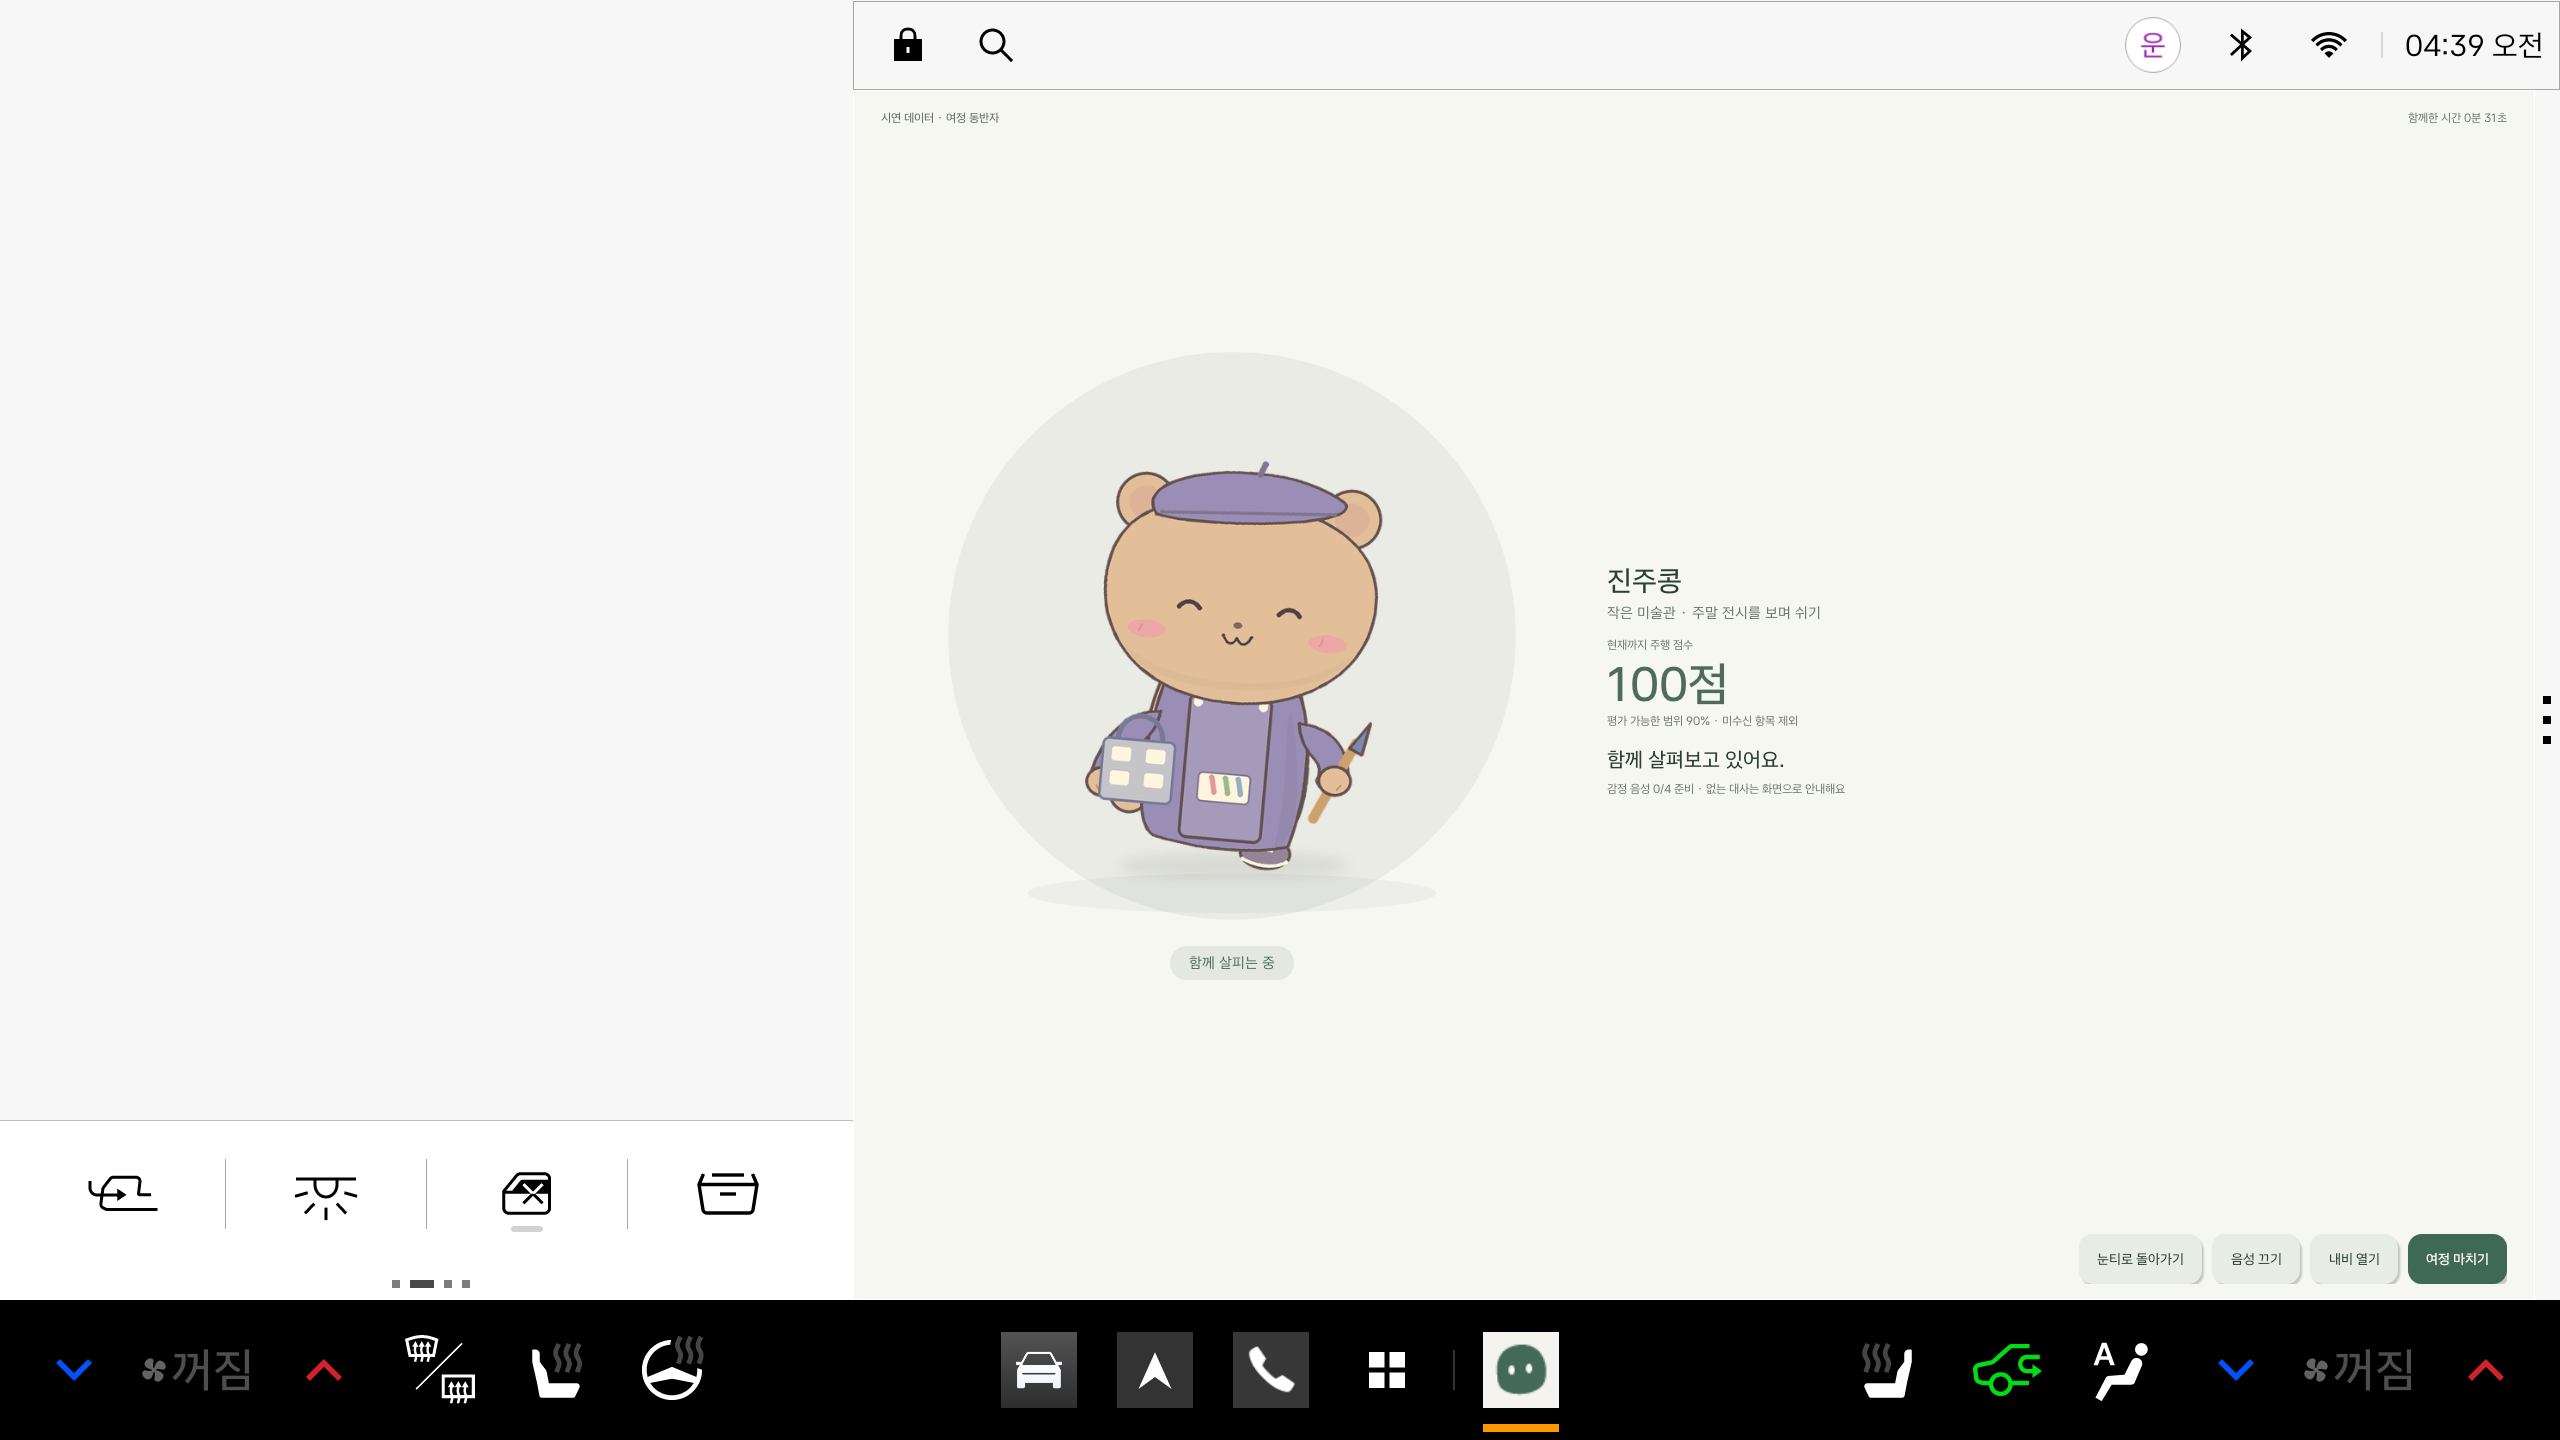 운
04:39 오전
시연 데이터 · 여정 동반자
함께한 시간 0분 31초
진주콩
작은 미술관 · 주말 전시를 보며 쉬기
현재까지 주행 점수
100점
평가 가능한 범위 90% · 미수신 항목 제외
함께 살펴보고 있어요.
감정 음성 0/4 준비 · 없는 대사는 화면으로 안내해요
함께 살피는 중
눈티로 돌아가기
음성 끄기
내비 열기
여정 마치기
꺼짐
A
꺼짐